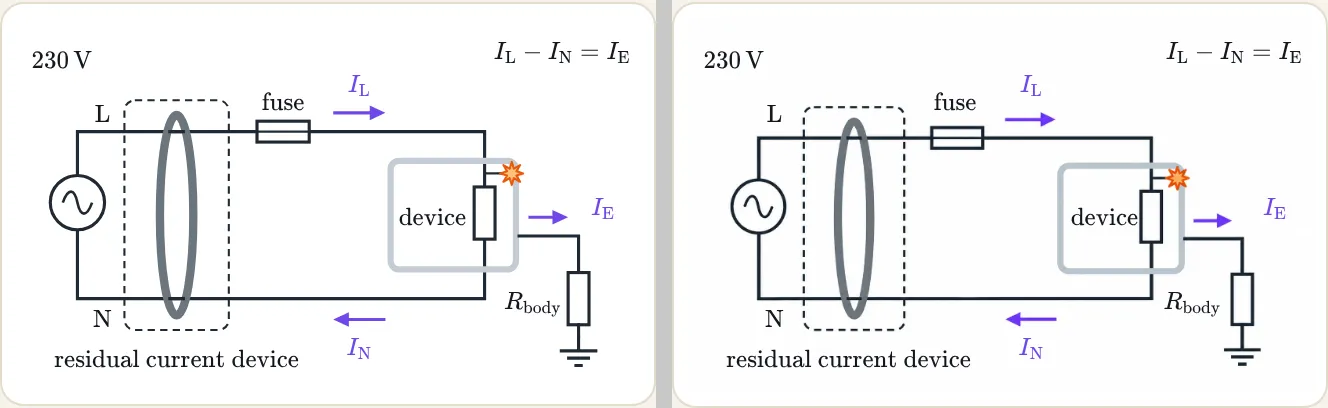 230 V
I_L − I_N = I_E
I_L
fuse
L
device
I_E
R_body
N
I_N
residual current device
230 V
I_L − I_N = I_E
I_L
fuse
L
device
I_E
R_body
N
I_N
residual current device